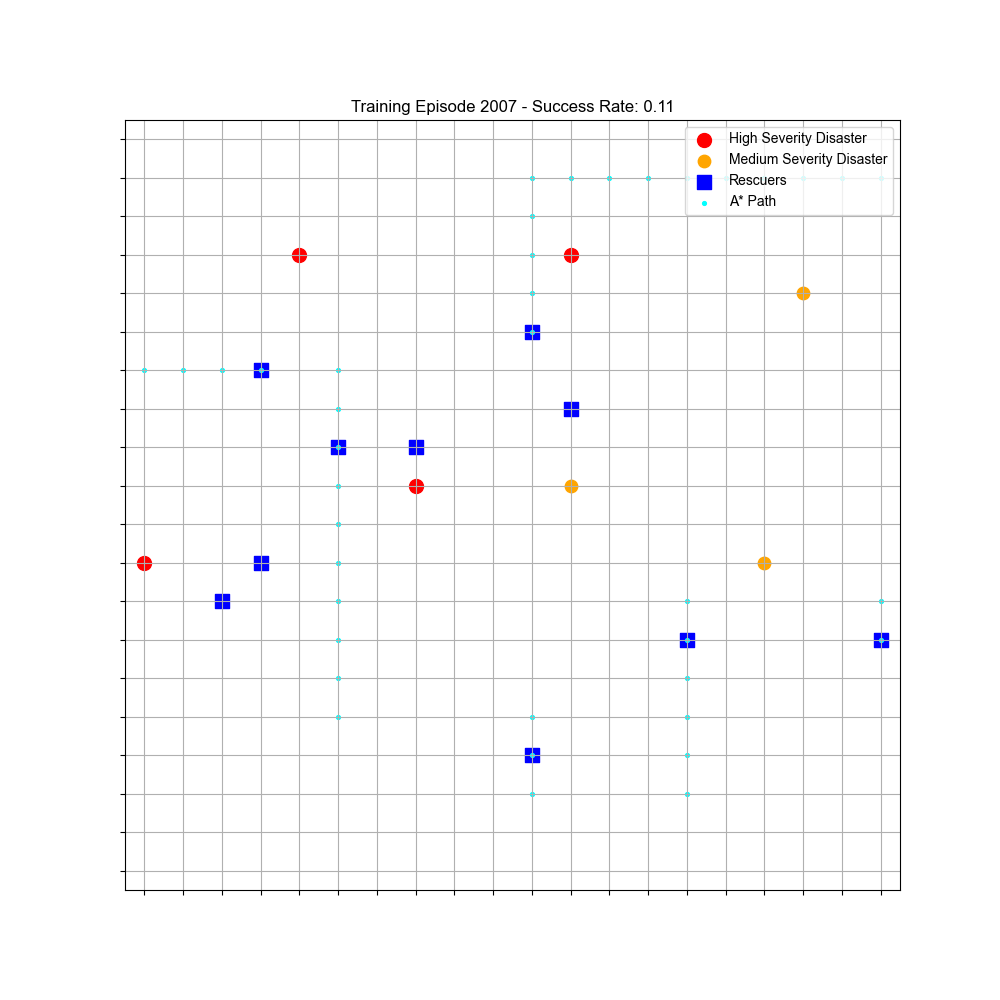 Training Episode 2007 - Success Rate: 0.11
High Severity Disaster
Medium Severity Disaster
Rescuers
A* Path